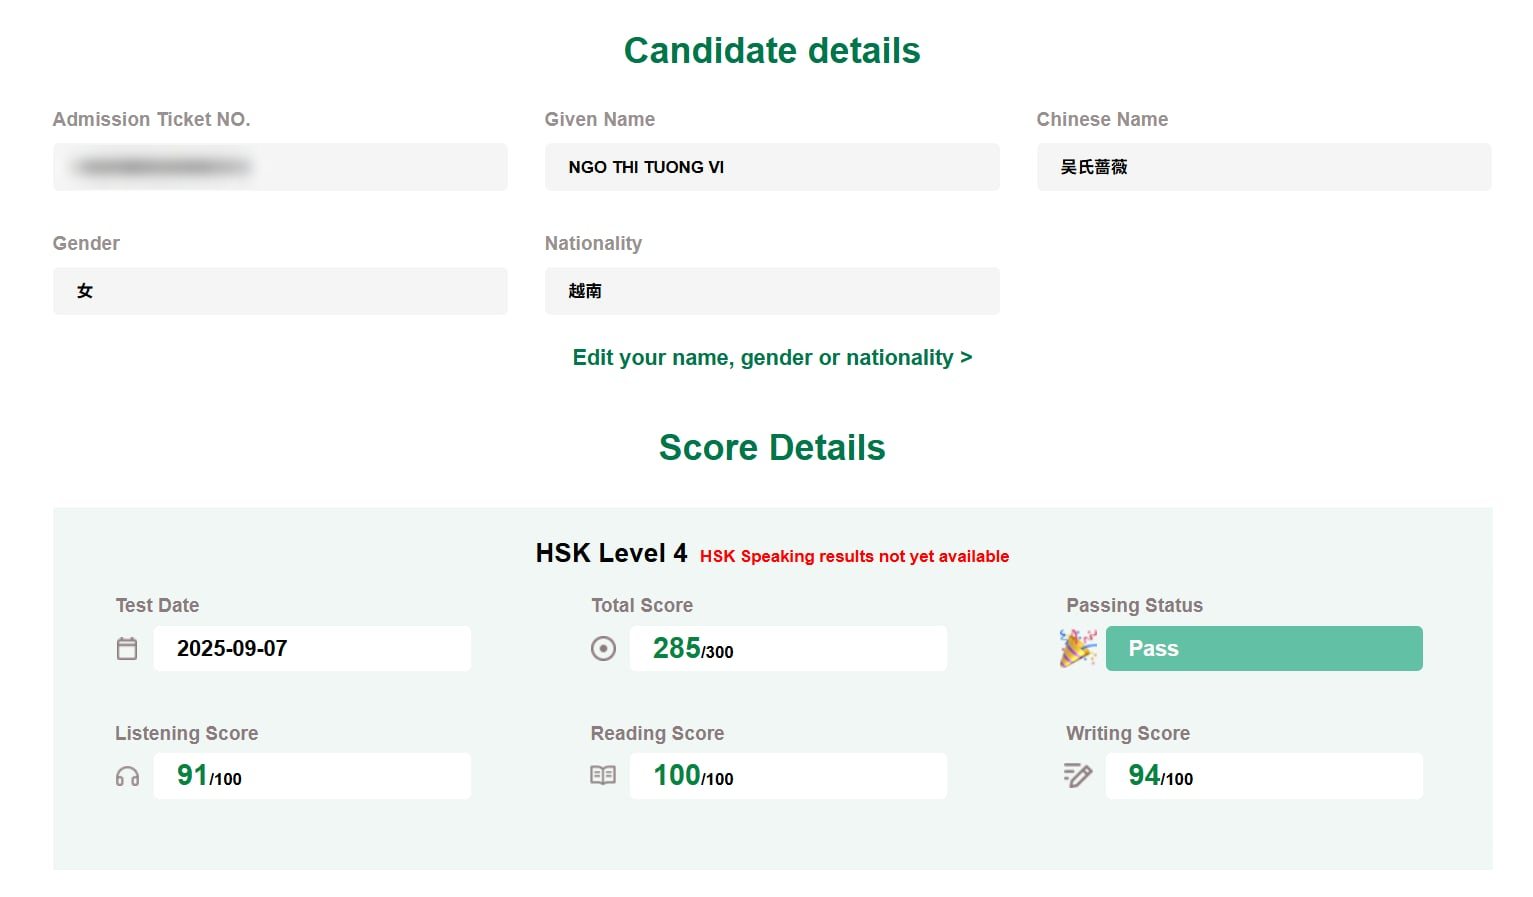 Candidate details
Admission Ticket NO.
Given Name
Chinese Name
NGO THI TUONG VI
吴氏蔷薇
Gender
Nationality
女
越南
Edit your name, gender or nationality >
Score Details
HSK Level 4 HSK Speaking results not yet available
Test Date
Total Score
Passing Status
2025-09-07
285/300
Pass
Listening Score
Reading Score
Writing Score
91/100
100/100
94/100